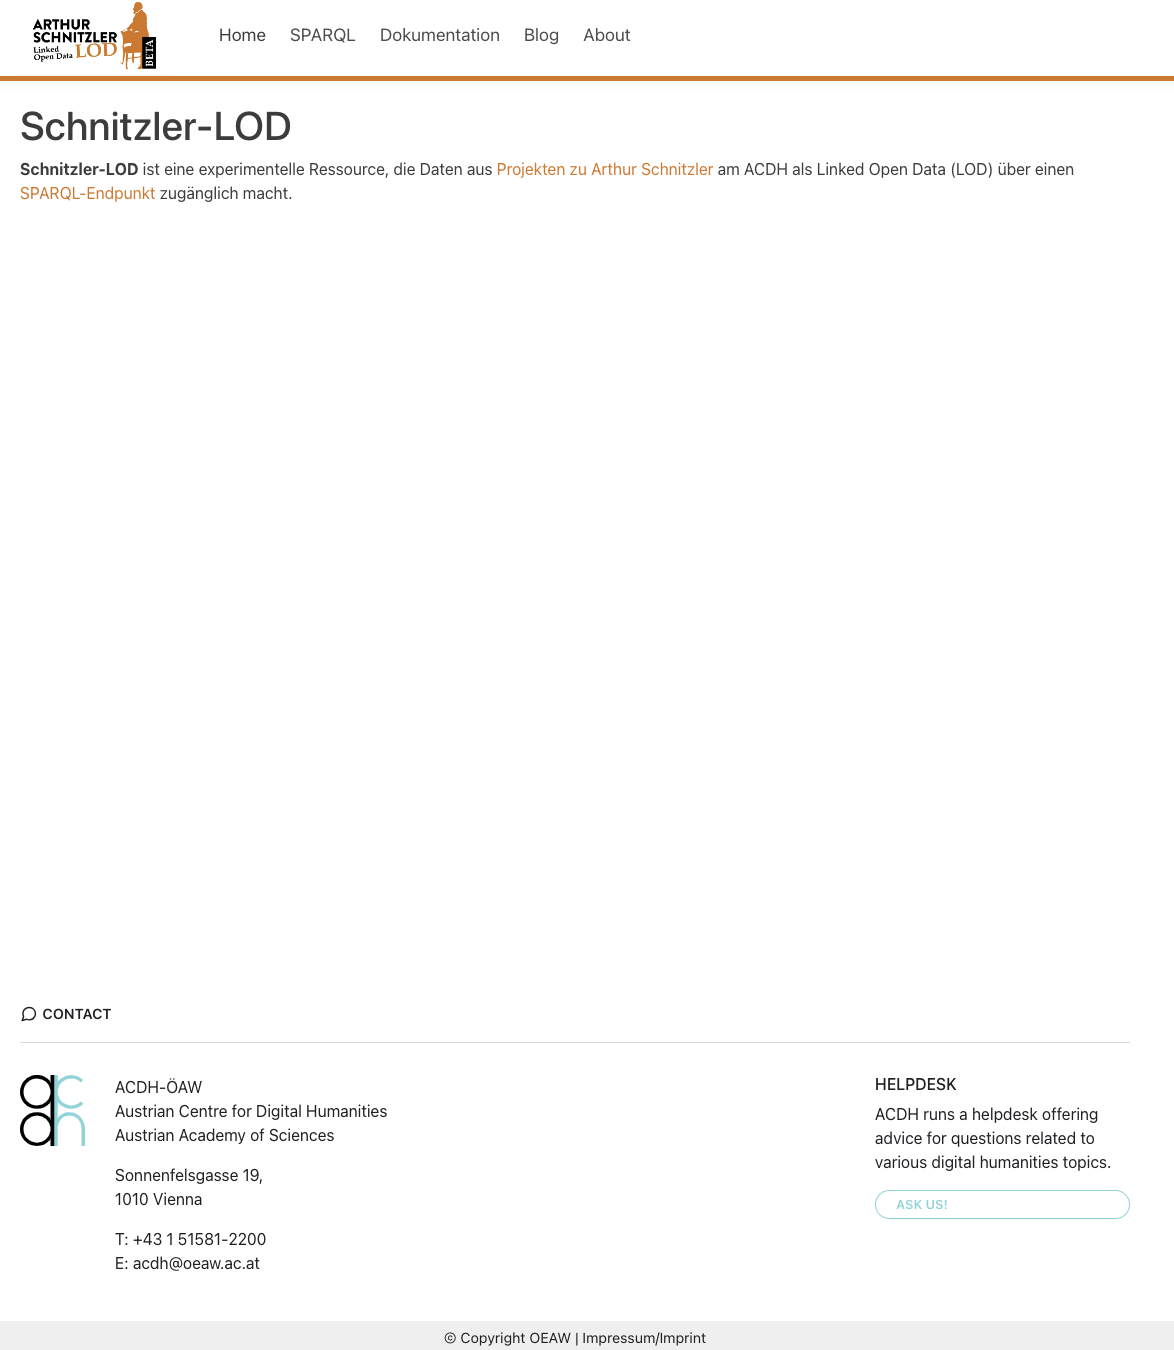 ARTHUR
SCHNITZLER
Linked
Open Data LOD
BETA
Home SPARQL Dokumentation Blog About
Schnitzler-LOD
Schnitzler-LOD ist eine experimentelle Ressource, die Daten aus Projekten zu Arthur Schnitzler am ACDH als Linked Open Data (LOD) über einen
SPARQL-Endpunkt zugänglich macht.
CONTACT
acdh
ACDH-ÖAW
Austrian Centre for Digital Humanities
Austrian Academy of Sciences
Sonnenfelsgasse 19,
1010 Vienna
T: +43 1 51581-2200
E: acdh@oeaw.ac.at
HELPDESK
ACDH runs a helpdesk offering
advice for questions related to
various digital humanities topics.
ASK US!
© Copyright OEAW | Impressum/Imprint